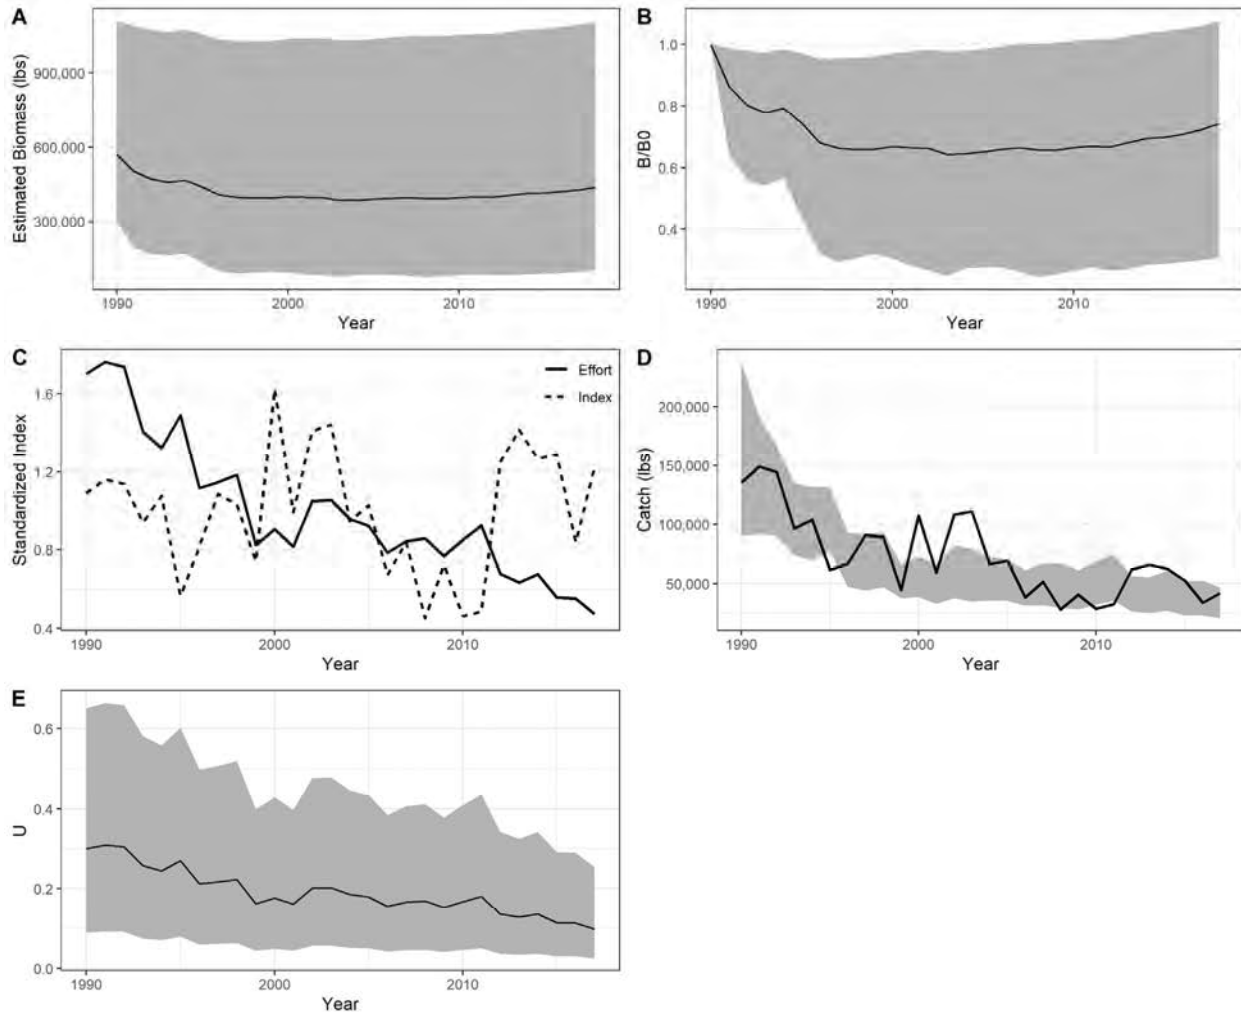 A
Estimated Biomass (lbs)
900,000
600,000
300,000
1990
2000
2010
Year
B
B/B0
1.0
0.8
0.6
0.4
1990
2000
2010
Year
C
Standardized Index
1.6
1.2
0.8
0.4
Effort
Index
1990
2000
2010
Year
D
Catch (lbs)
200,000
150,000
100,000
50,000
1990
2000
2010
Year
E
U
0.6
0.4
0.2
0.0
1990
2000
2010
Year